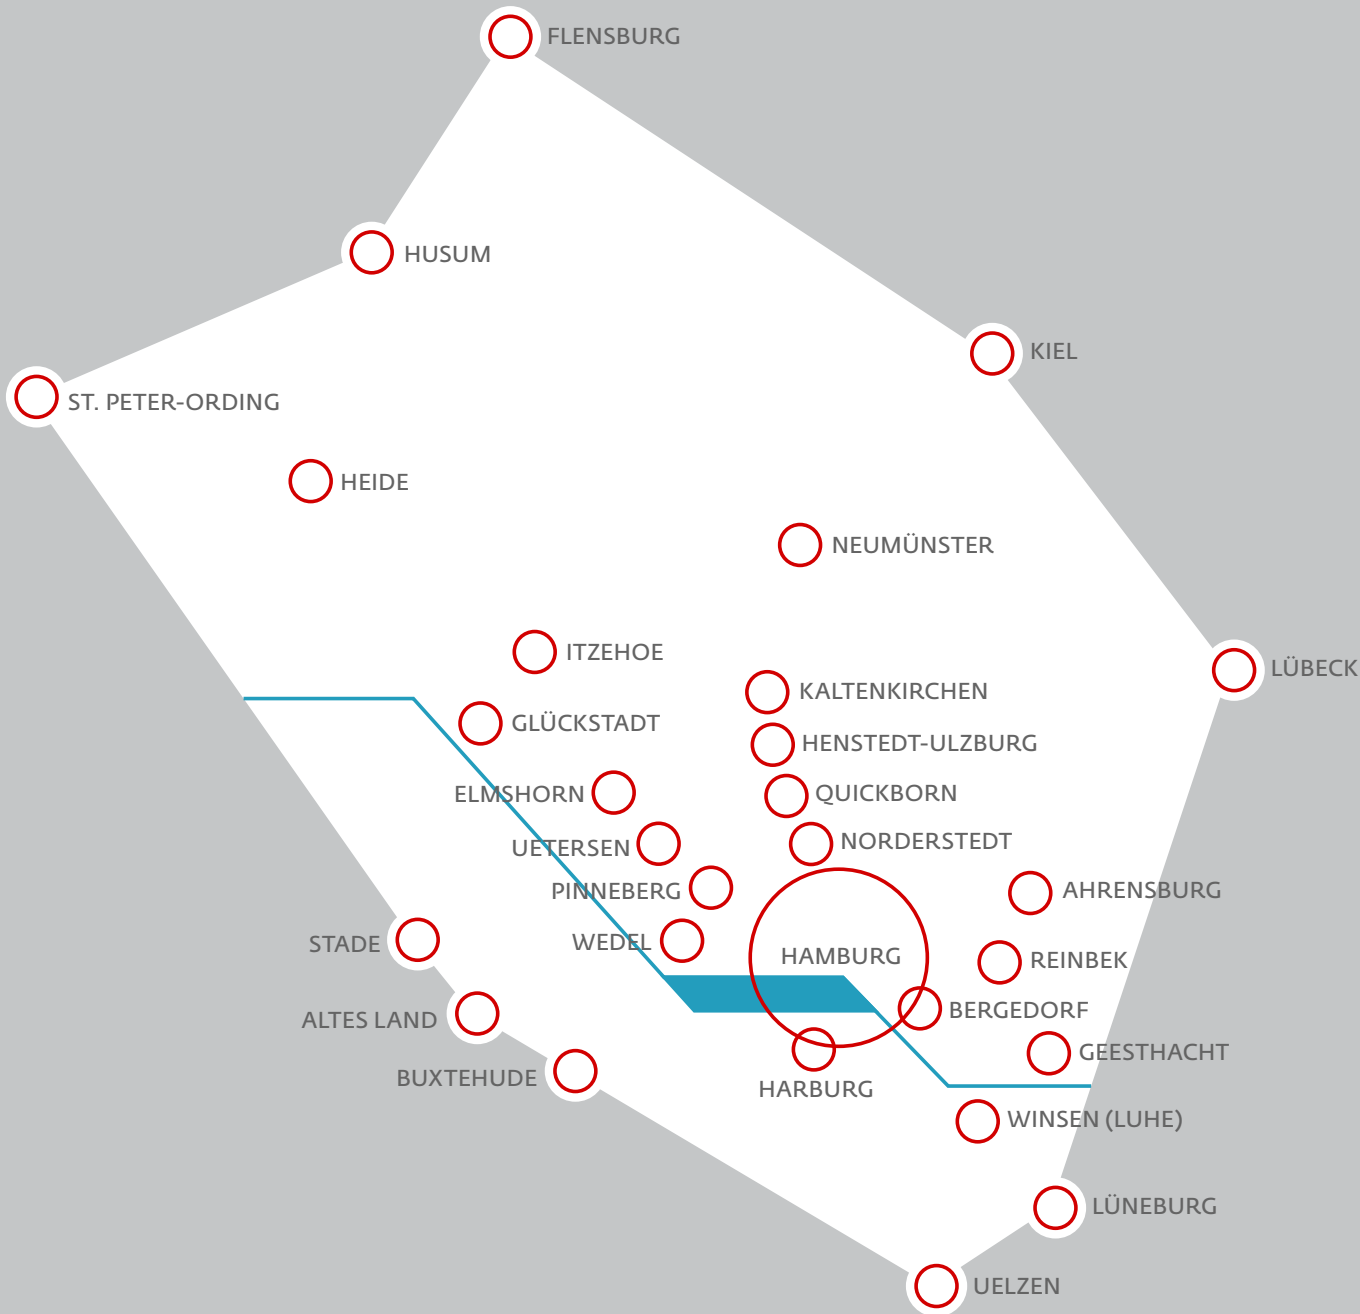 FLENSBURG
HUSUM
KIEL
ST. PETER-ORDING
HEIDE
NEUMÜNSTER
ITZEHOE
LÜBECK
KALTENKIRCHEN
GLÜCKSTADT
HENSTEDT-ULZBURG
ELMSHORN
QUICKBORN
UETERSEN
NORDERSTEDT
PINNEBERG
AHRENSBURG
STADE
WEDEL
HAMBURG
REINBEK
ALTES LAND
BERGEDORF
BUXTEHUDE
GEESTHACHT
HARBURG
WINSEN (LUHE)
LÜNEBURG
UELZEN